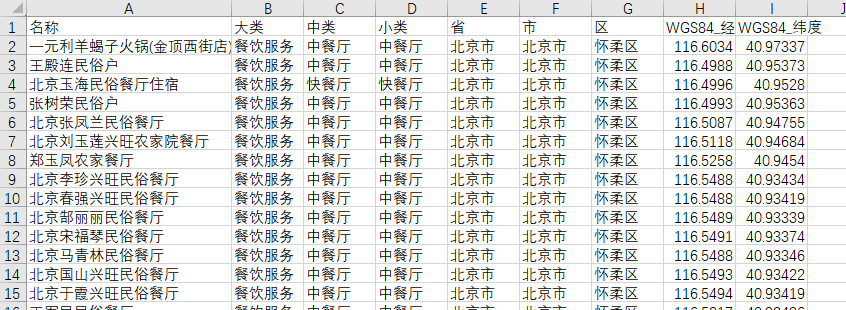 A B C D E F G H I J
1 名称 大类 中类 小类 省 市 区 WGS84_经 WGS84_纬度
2 一元利羊蝎子火锅(金顶西街店) 餐饮服务 中餐厅 中餐厅 北京市 北京市 怀柔区 116.6034 40.97337
3 王殿连民俗户 餐饮服务 中餐厅 中餐厅 北京市 北京市 怀柔区 116.4988 40.95373
4 北京玉海民俗餐厅住宿 餐饮服务 快餐厅 快餐厅 北京市 北京市 怀柔区 116.4996 40.9528
5 张树荣民俗户 餐饮服务 中餐厅 中餐厅 北京市 北京市 怀柔区 116.4993 40.95363
6 北京张凤兰民俗餐厅 餐饮服务 中餐厅 中餐厅 北京市 北京市 怀柔区 116.5087 40.94755
7 北京刘玉莲兴旺农家院餐厅 餐饮服务 中餐厅 中餐厅 北京市 北京市 怀柔区 116.5118 40.94684
8 郑玉凤农家餐厅 餐饮服务 中餐厅 中餐厅 北京市 北京市 怀柔区 116.5258 40.9454
9 北京李珍兴旺民俗餐厅 餐饮服务 中餐厅 中餐厅 北京市 北京市 怀柔区 116.5488 40.93434
10 北京春强兴旺民俗餐厅 餐饮服务 中餐厅 中餐厅 北京市 北京市 怀柔区 116.5488 40.93419
11 北京郜丽丽民俗餐厅 餐饮服务 中餐厅 中餐厅 北京市 北京市 怀柔区 116.5489 40.93339
12 北京宋福琴民俗餐厅 餐饮服务 中餐厅 中餐厅 北京市 北京市 怀柔区 116.5491 40.93374
13 北京马青林民俗餐厅 餐饮服务 中餐厅 中餐厅 北京市 北京市 怀柔区 116.5488 40.93346
14 北京国山兴旺民俗餐厅 餐饮服务 中餐厅 中餐厅 北京市 北京市 怀柔区 116.5493 40.93422
15 北京于霞兴旺民俗餐厅 餐饮服务 中餐厅 中餐厅 北京市 北京市 怀柔区 116.5494 40.93419